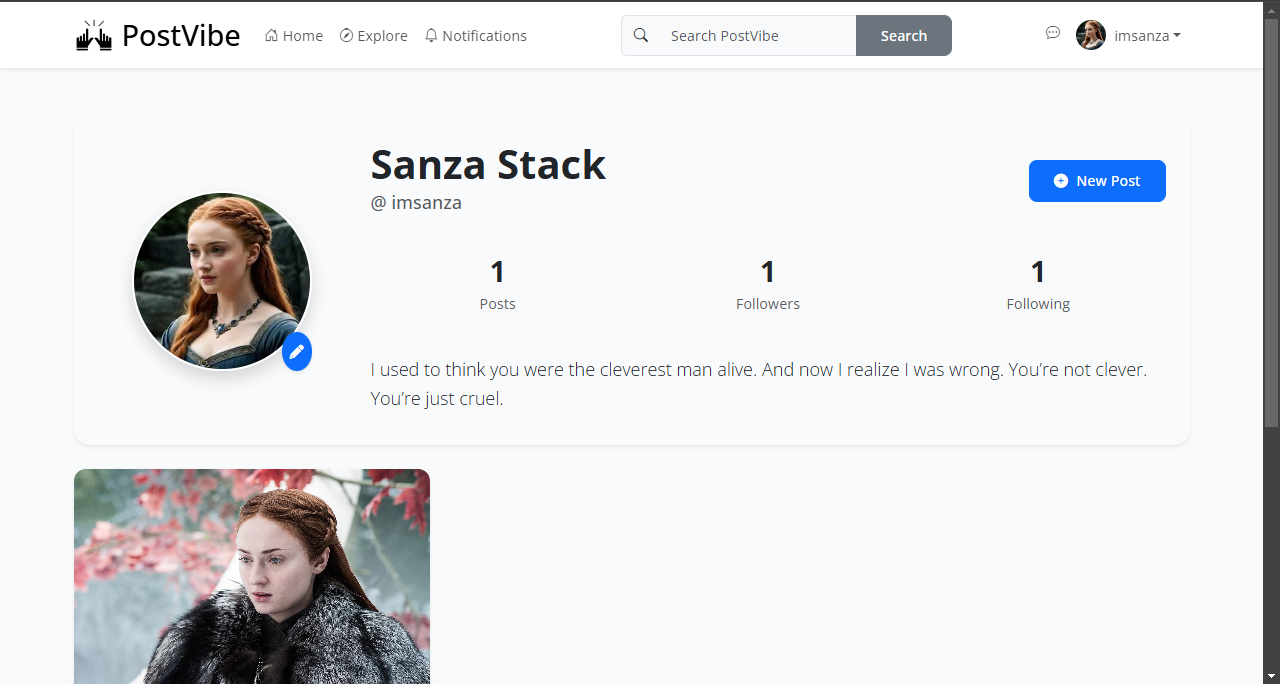 PostVibe Home Explore Notifications Search PostVibe Search imsanza
Sanza Stack
@ imsanza
New Post
1 1 1
Posts Followers Following
I used to think you were the cleverest man alive. And now I realize I was wrong. You’re not clever.
You’re just cruel.